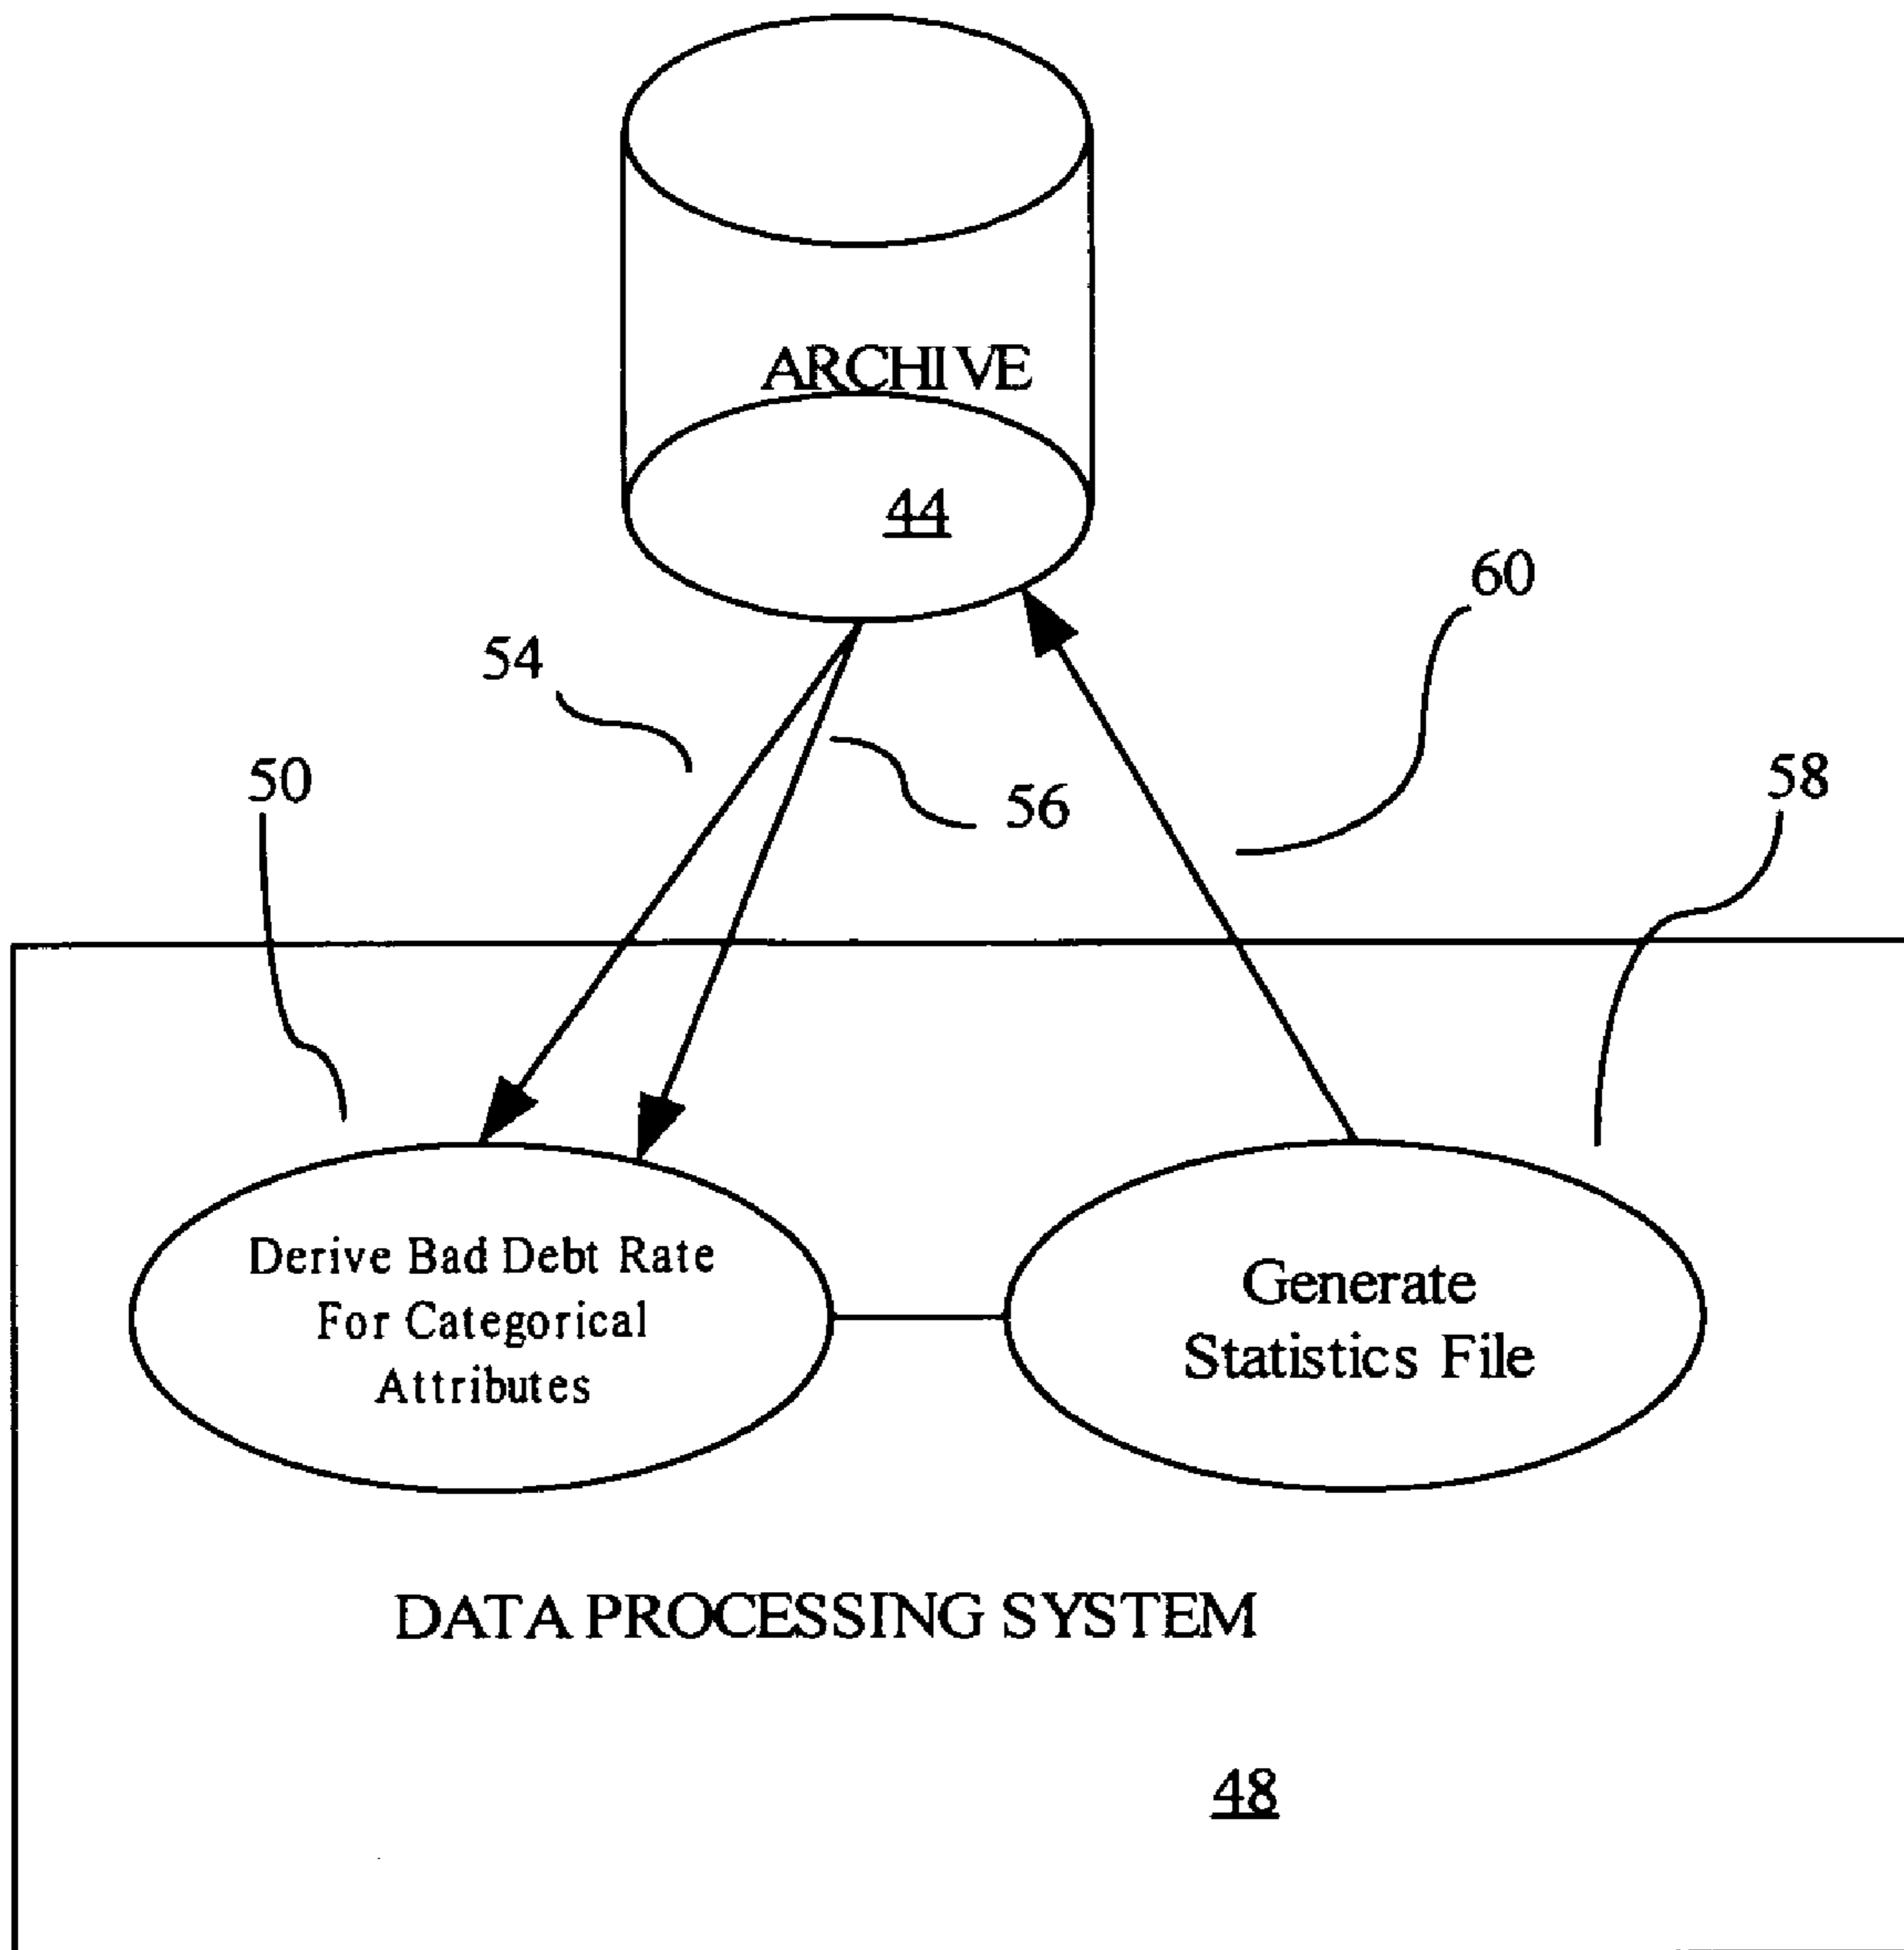 ARCHIVE
44
60
54
50
56
58
Derive Bad Debt Rate
For Categorical
Attributes
Generate
Statistics File
DATA PROCESSING SYSTEM
48